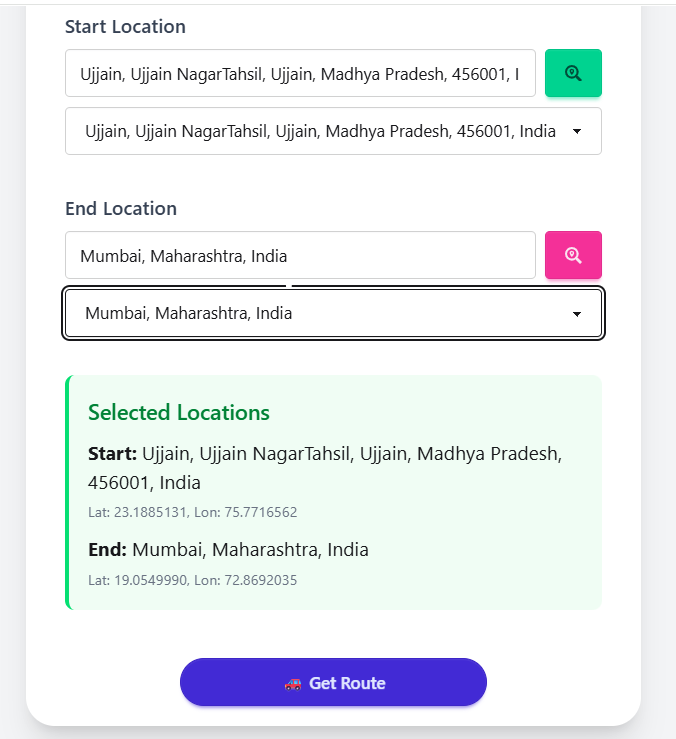 Start Location
Ujjain, Ujjain NagarTahsil, Ujjain, Madhya Pradesh, 456001, I
Ujjain, Ujjain NagarTahsil, Ujjain, Madhya Pradesh, 456001, India
End Location
Mumbai, Maharashtra, India
Mumbai, Maharashtra, India
Selected Locations
Start: Ujjain, Ujjain NagarTahsil, Ujjain, Madhya Pradesh,
456001, India
Lat: 23.1885131, Lon: 75.7716562
End: Mumbai, Maharashtra, India
Lat: 19.0549990, Lon: 72.8692035
Get Route